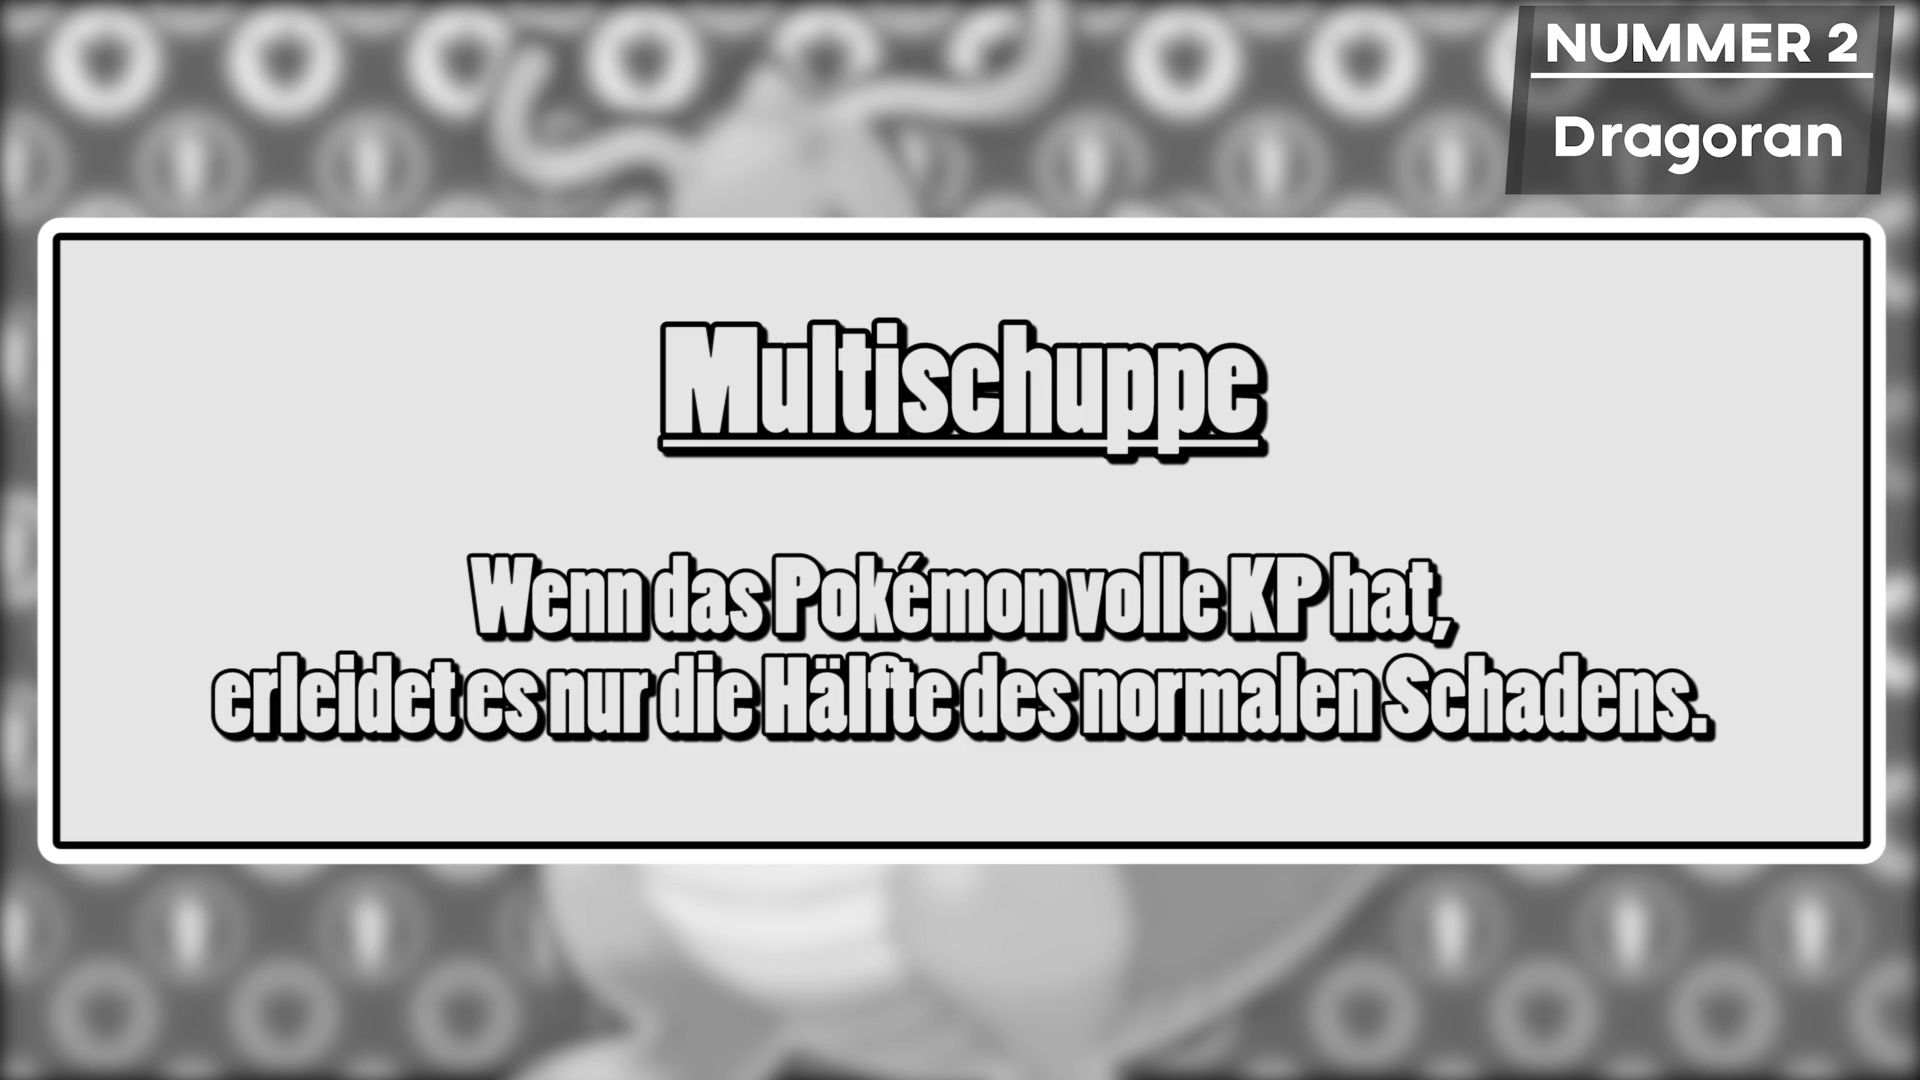 NUMMER 2
Dragoran
Multischuppe
Wenn das Pokémon volle KP hat,
erleidet es nur die Hälfte des normalen Schadens.